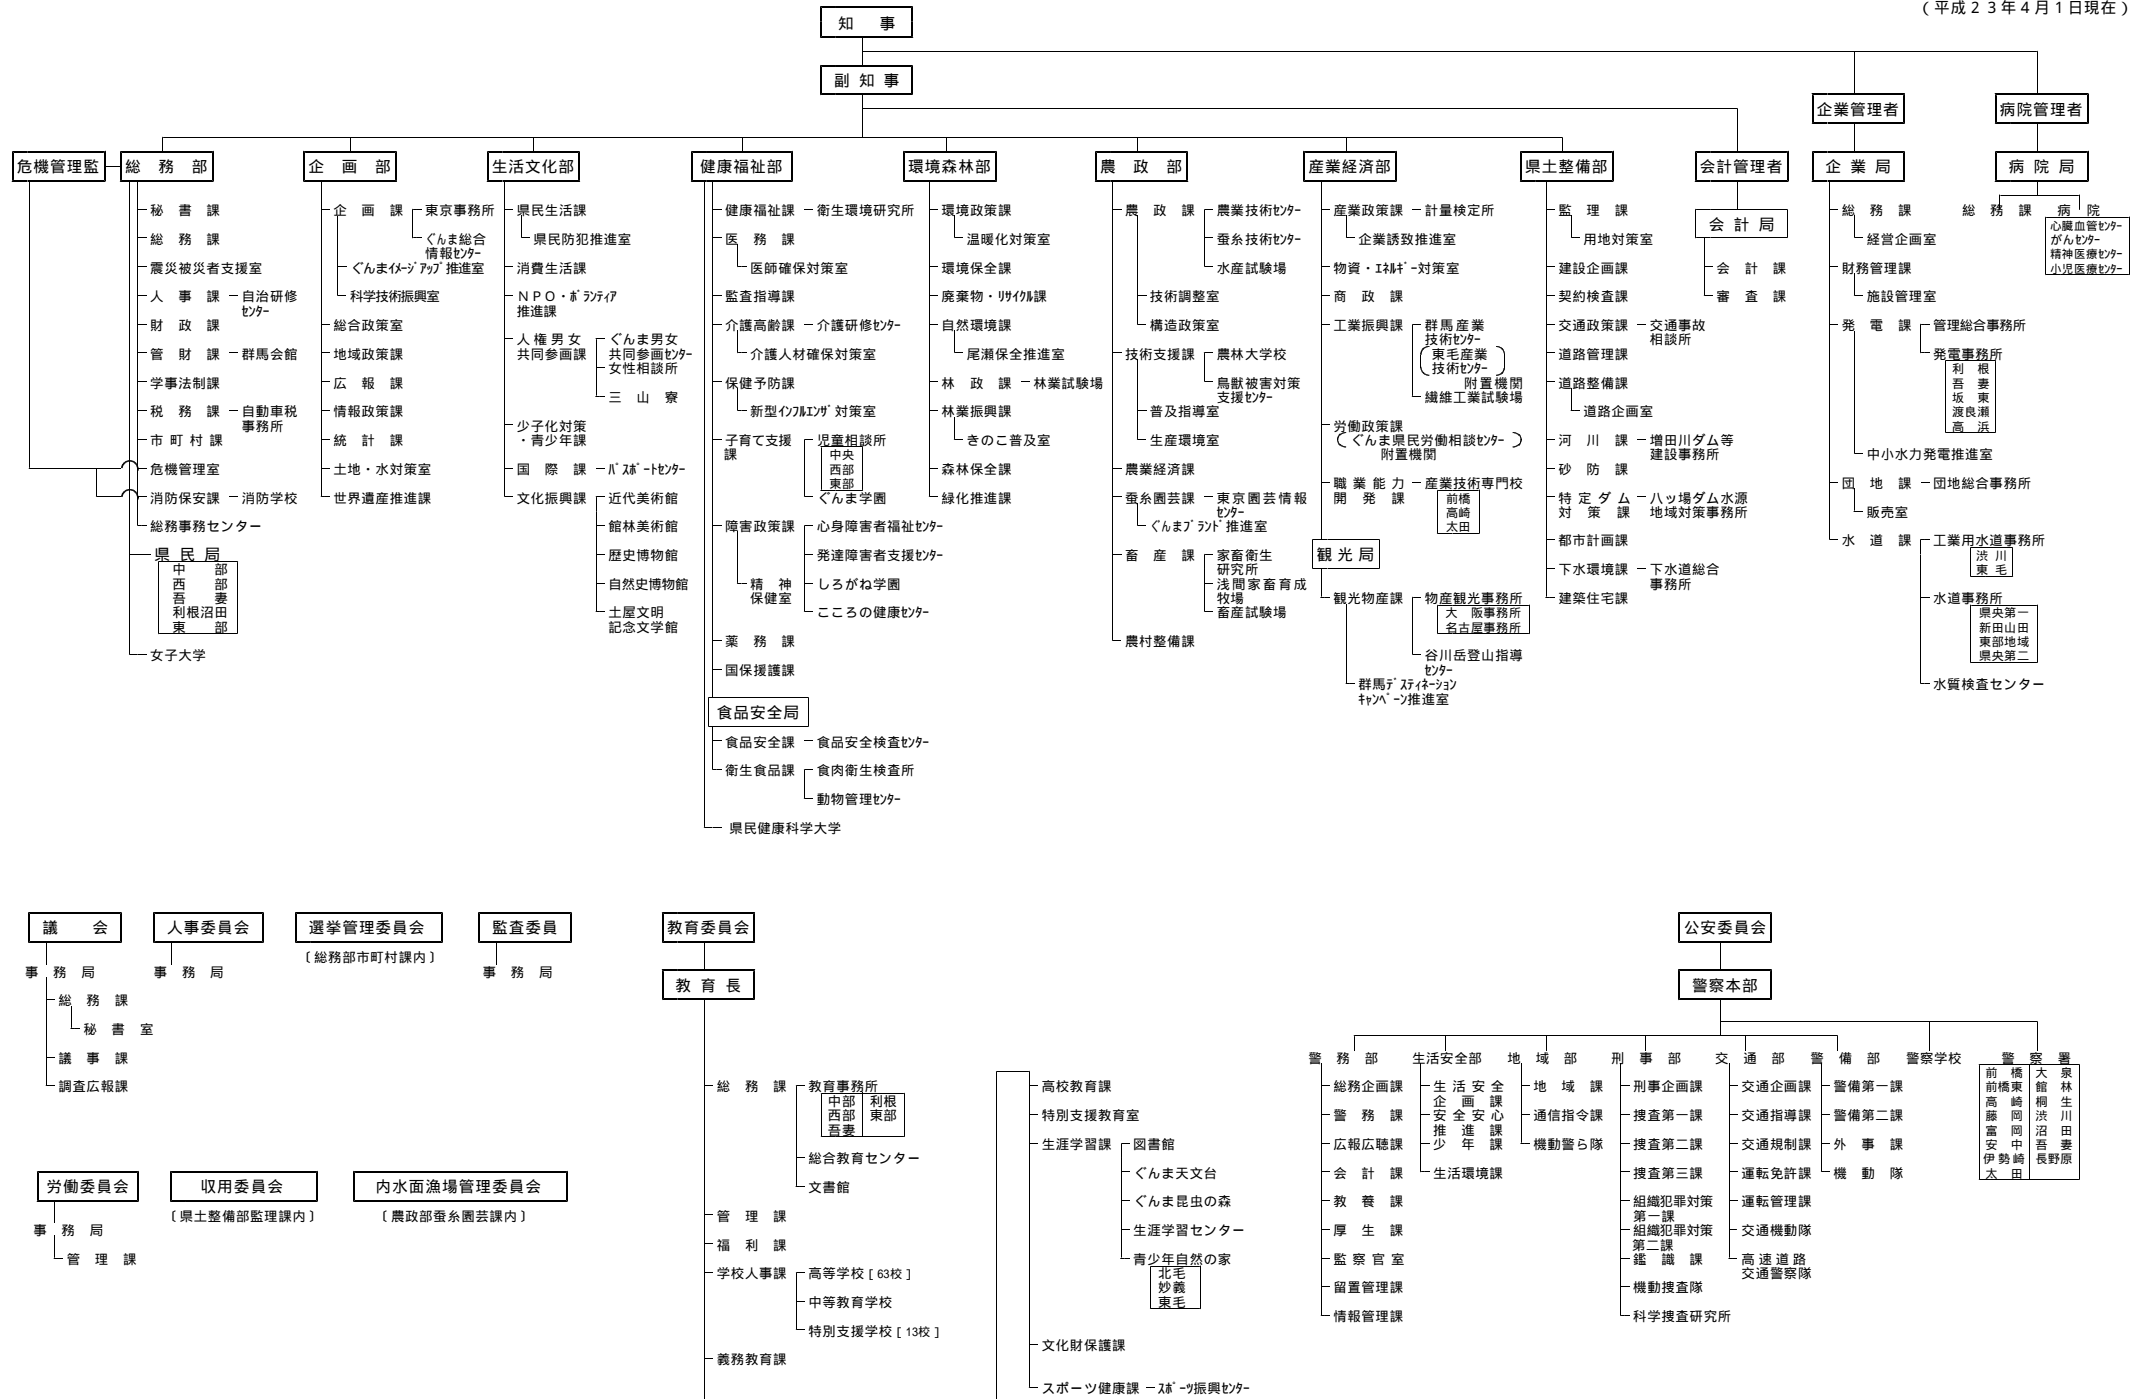 (平成２３年４月１日現在)
知事
副知事
企業管理者
病院管理者
危機管理監
総務部
秘書課
総務課
震災被災者支援室
人事課
自治研修
ｾﾝﾀｰ
財政課
管財課
群馬会館
学事法制課
税務課
自動車税
事務所
市町村課
危機管理室
消防保安課
消防学校
総務事務センター
県民局
中部
西部
吾妻
利根沼田
東部
女子大学
企画部
企画課
東京事務所
ぐんま総合
情報ｾﾝﾀｰ
ぐんまｲﾒｰｼﾞｱｯﾌﾟ推進室
科学技術振興室
総合政策室
地域政策課
広報課
情報政策課
統計課
土地・水対策室
世界遺産推進課
生活文化部
県民生活課
県民防犯推進室
消費生活課
ＮＰＯ・ﾎﾞﾗﾝﾃｨｱ
推進課
人権男女
共同参画課
ぐんま男女
共同参画ｾﾝﾀｰ
女性相談所
三山寮
少子化対策
・青少年課
国際課
ﾊﾟｽﾎﾟｰﾄｾﾝﾀｰ
文化振興課
近代美術館
館林美術館
歴史博物館
自然史博物館
土屋文明
記念文学館
健康福祉部
健康福祉課
衛生環境研究所
医務課
医師確保対策室
監査指導課
介護高齢課
介護研修ｾﾝﾀｰ
介護人材確保対策室
保健予防課
新型ｲﾝﾌﾙｴﾝｻﾞ対策室
子育て支援
課
児童相談所
中央
西部
東部
ぐんま学園
障害政策課
心身障害者福祉ｾﾝﾀｰ
発達障害者支援ｾﾝﾀｰ
精神
保健室
しろがね学園
こころの健康ｾﾝﾀｰ
薬務課
国保援護課
食品安全局
食品安全課
食品安全検査ｾﾝﾀｰ
衛生食品課
食肉衛生検査所
動物管理ｾﾝﾀｰ
県民健康科学大学
環境森林部
環境政策課
温暖化対策室
環境保全課
廃棄物・ﾘｻｲｸﾙ課
自然環境課
尾瀬保全推進室
林政課
林業試験場
林業振興課
きのこ普及室
森林保全課
緑化推進課
農政部
農政課
農業技術ｾﾝﾀｰ
蚕糸技術ｾﾝﾀｰ
水産試験場
技術調整室
構造政策室
技術支援課
農林大学校
鳥獣被害対策
支援ｾﾝﾀｰ
普及指導室
生産環境室
農業経済課
蚕糸園芸課
東京園芸情報
ｾﾝﾀｰ
ぐんまﾌﾞﾗﾝﾄﾞ推進室
畜産課
家畜衛生
研究所
浅間家畜育成
牧場
畜産試験場
農村整備課
産業経済部
産業政策課
計量検定所
企業誘致推進室
物資・ｴﾈﾙｷﾞｰ対策室
商政課
工業振興課
群馬産業
技術ｾﾝﾀｰ
(東毛産業
技術ｾﾝﾀｰ)
附置機関
繊維工業試験場
労働政策課
(ぐんま県民労働相談ｾﾝﾀｰ)
附置機関
職業能力
開発課
産業技術専門校
前橋
高崎
太田
観光局
観光物産課
物産観光事務所
大阪事務所
名古屋事務所
谷川岳登山指導
ｾﾝﾀｰ
群馬ﾃﾞｽﾃｨﾈｰｼｮﾝ
ｷｬﾝﾍﾟｰﾝ推進室
県土整備部
監理課
用地対策室
建設企画課
契約検査課
交通政策課
交通事故
相談所
道路管理課
道路整備課
道路企画室
河川課
増田川ダム等
建設事務所
砂防課
特定ダム
対策課
八ッ場ダム水源
地域対策事務所
都市計画課
下水環境課
下水道総合
事務所
建築住宅課
会計管理者
会計局
会計課
審査課
企業局
総務課
経営企画室
財務管理課
施設管理室
発電課
管理総合事務所
発電事務所
利根
吾妻
坂東
渡良瀬
高浜
中小水力発電推進室
団地課
団地総合事務所
販売室
水道課
工業用水道事務所
渋川
東毛
水道事務所
県央第一
新田山田
東部地域
県央第二
水質検査センター
病院局
総務課
病院
心臓血管ｾﾝﾀｰ
がんｾﾝﾀｰ
精神医療ｾﾝﾀｰ
小児医療ｾﾝﾀｰ
議会
事務局
総務課
秘書室
議事課
調査広報課
人事委員会
事務局
選挙管理委員会
〔総務部市町村課内〕
監査委員
事務局
労働委員会
事務局
管理課
収用委員会
〔県土整備部監理課内〕
内水面漁場管理委員会
〔農政部蚕糸園芸課内〕
教育委員会
教育長
総務課
教育事務所
中部 利根
西部 東部
吾妻
総合教育センター
文書館
管理課
福利課
学校人事課
高等学校[63校]
中等教育学校
特別支援学校[13校]
義務教育課
高校教育課
特別支援教育室
生涯学習課
図書館
ぐんま天文台
ぐんま昆虫の森
生涯学習センター
青少年自然の家
北毛
妙義
東毛
文化財保護課
スポーツ健康課
ｽﾎﾟｰﾂ振興ｾﾝﾀｰ
公安委員会
警察本部
警務部
総務企画課
警務課
広報広聴課
会計課
教養課
厚生課
監察官室
留置管理課
情報管理課
生活安全部
生活安全
企画課
安全安心
推進課
少年課
生活環境課
地域部
地域課
通信指令課
機動警ら隊
刑事部
刑事企画課
捜査第一課
捜査第二課
捜査第三課
組織犯罪対策
第一課
組織犯罪対策
第二課
鑑識課
機動捜査隊
科学捜査研究所
交通部
交通企画課
交通指導課
交通規制課
運転免許課
運転管理課
交通機動隊
高速道路
交通警察隊
警備部
警備第一課
警備第二課
外事課
機動隊
警察学校
警察署
前橋 大泉
前橋東 館林
高崎 桐生
藤岡 渋川
富岡 沼田
安中 吾妻
伊勢崎 長野原
太田